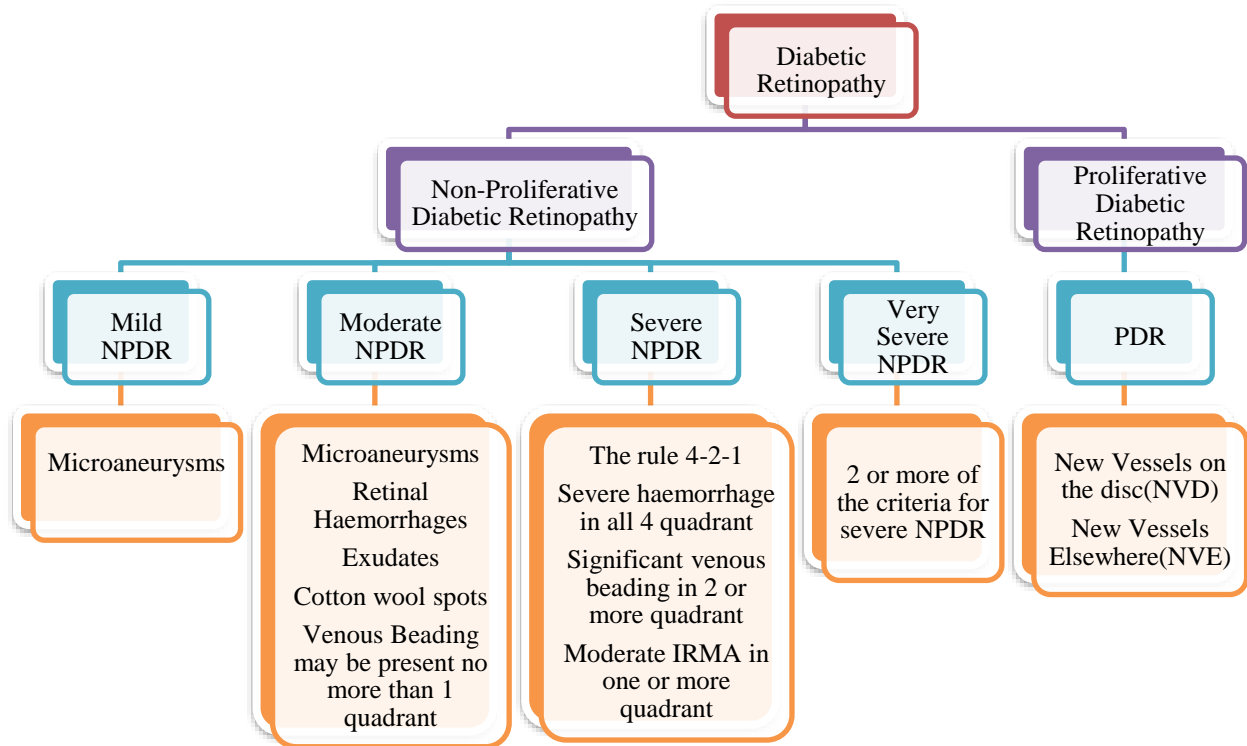 Diabetic
Retinopathy
Non-Proliferative
Diabetic Retinopathy
Proliferative
Diabetic
Retinopathy
Mild
NPDR
Moderate
NPDR
Severe
NPDR
Very
Severe
NPDR
PDR
Microaneurysms
Microaneurysms
Retinal
Haemorrhages
Exudates
Cotton wool spots
Venous Beading
may be present no
more than 1
quadrant
The rule 4-2-1
Severe haemorrhage
in all 4 quadrant
Significant venous
beading in 2 or
more quadrant
Moderate IRMA in
one or more
quadrant
2 or more of
the criteria for
severe NPDR
New Vessels on
the disc(NVD)
New Vessels
Elsewhere(NVE)